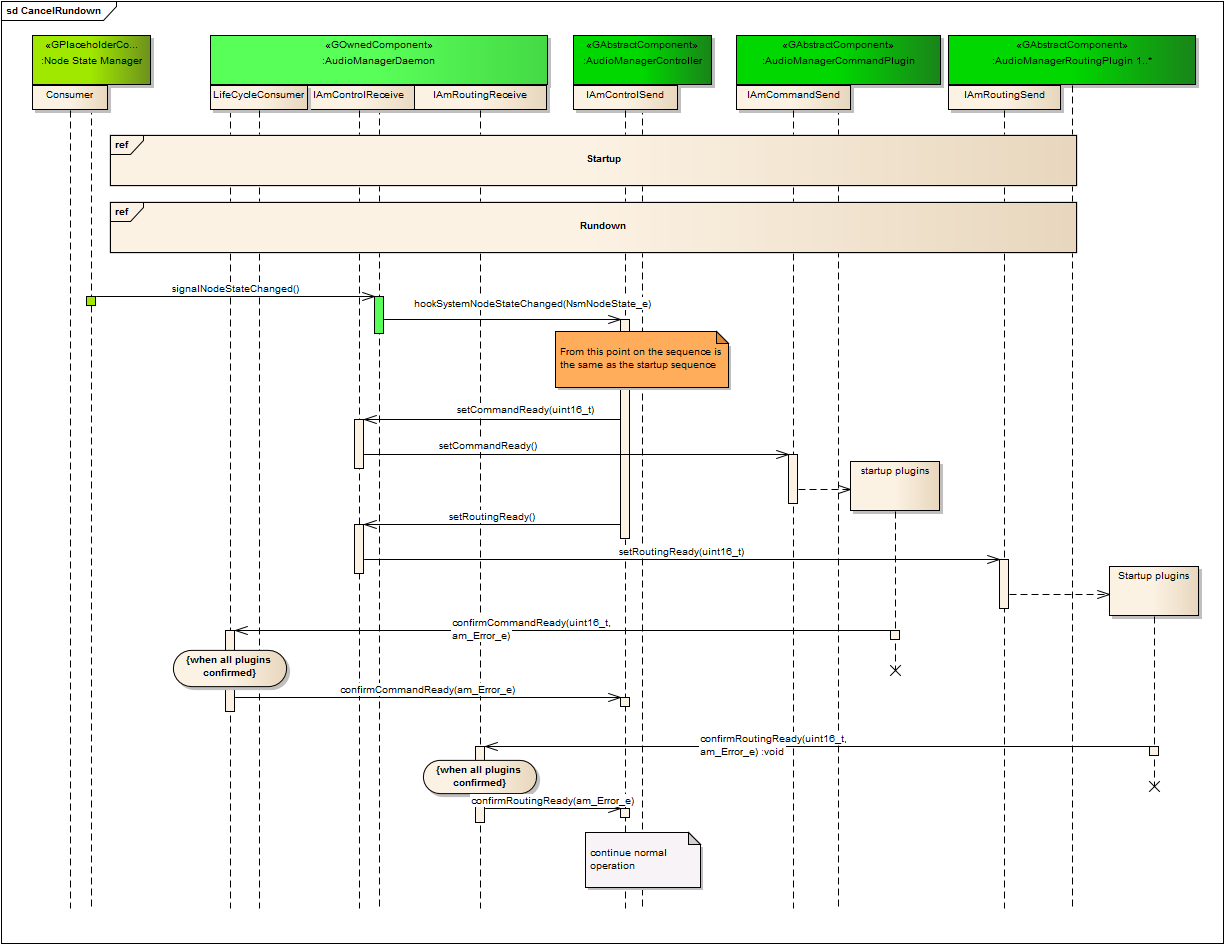 sd CancelRundown
«GPlaceholderCo...
:Node State Manager
Consumer
«GOwnedComponent»
:AudioManagerDaemon
LifeCycleConsumer
IAmControlReceive
IAmRoutingReceive
«GAbstractComponent»
:AudioManagerController
IAmControlSend
«GAbstractComponent»
:AudioManagerCommandPlugin
IAmCommandSend
«GAbstractComponent»
:AudioManagerRoutingPlugin 1..*
IAmRoutingSend
ref
Startup
ref
Rundown
signalNodeStateChanged()
hookSystemNodeStateChanged(NsmNodeState_e)
From this point on the sequence is
the same as the startup sequence
setCommandReady(uint16_t)
setCommandReady()
startup plugins
setRoutingReady()
setRoutingReady(uint16_t)
Startup plugins
confirmCommandReady(uint16_t,
am_Error_e)
{when all plugins
confirmed}
confirmCommandReady(am_Error_e)
confirmRoutingReady(uint16_t,
am_Error_e) :void
{when all plugins
confirmed}
confirmRoutingReady(am_Error_e)
continue normal
operation